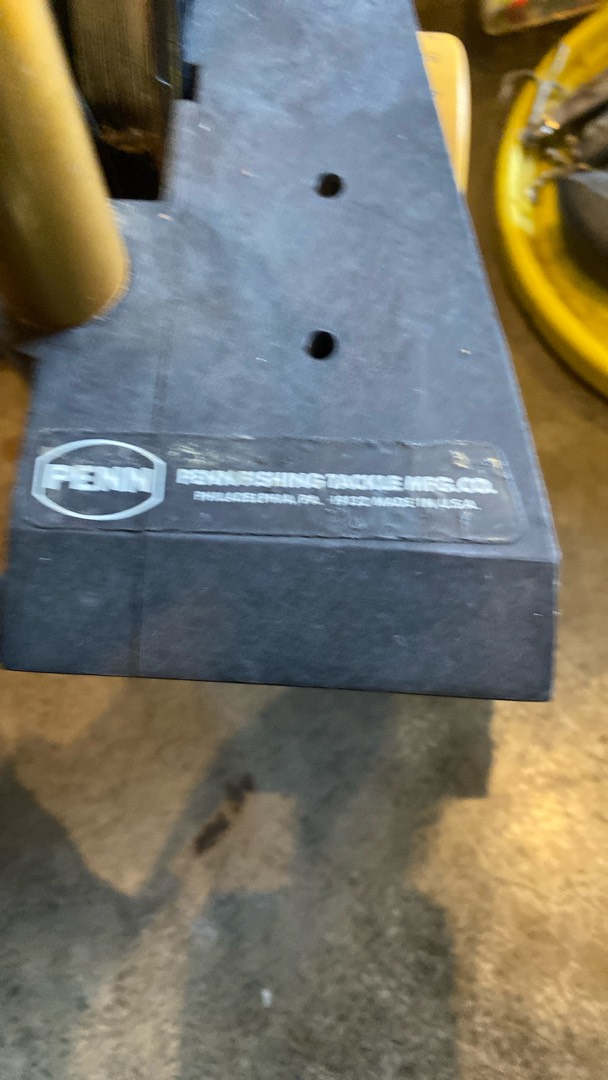 PENN
PENN FISHING TACKLE MFG. CO.
PHILADELPHIA, PA. 19132, MADE IN U.S.A.